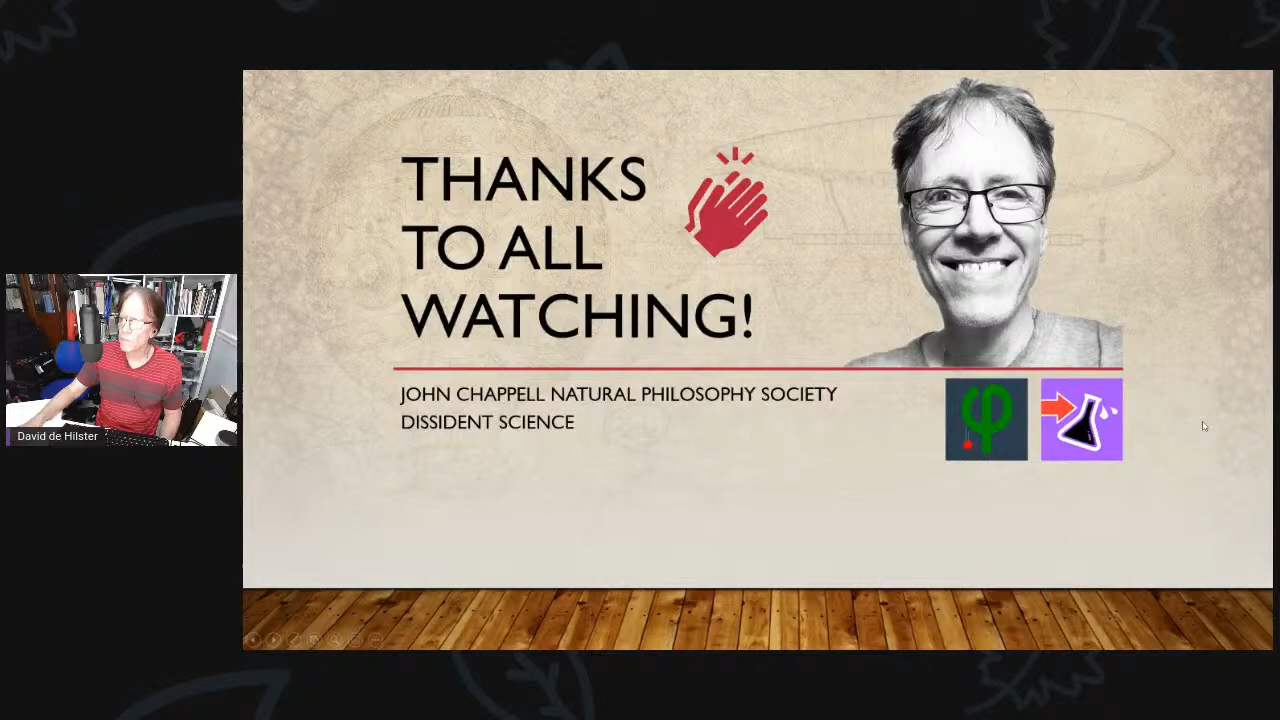 THANKS
TO ALL
WATCHING!
JOHN CHAPPELL NATURAL PHILOSOPHY SOCIETY
DISSIDENT SCIENCE
David de Hilster